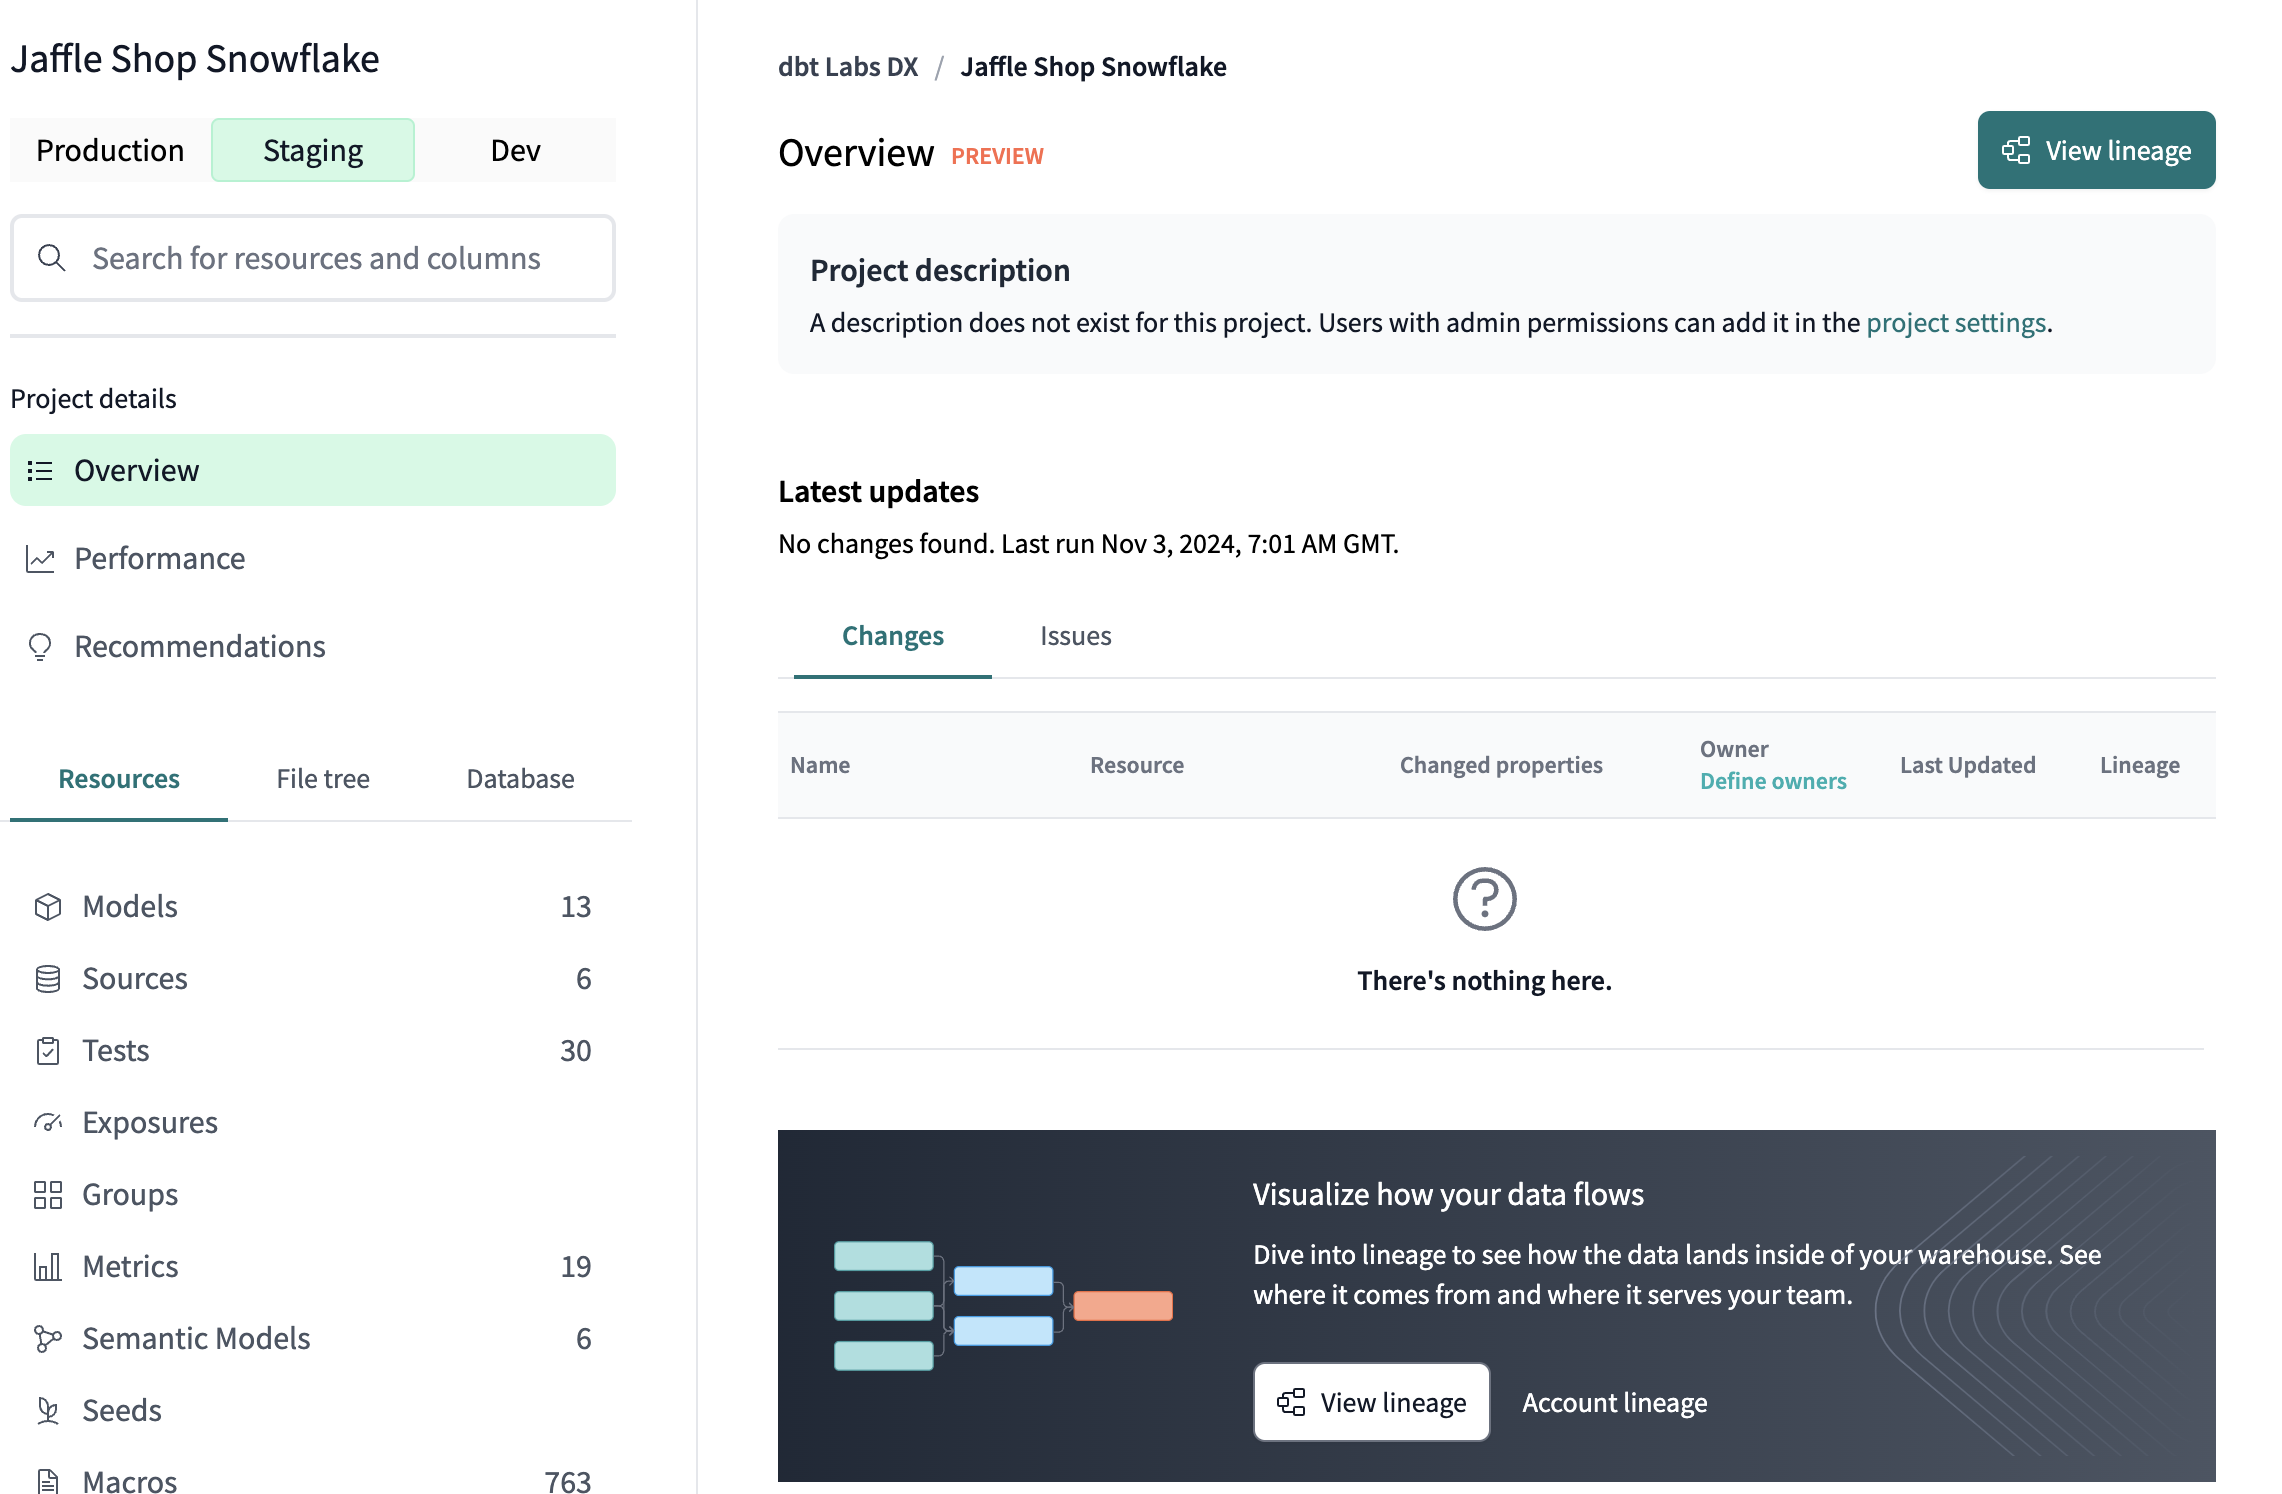 Jaffle Shop Snowflake
Production
Staging
Dev
Search for resources and columns
Project details
Overview
Performance
Recommendations
Resources
File tree
Database
Models 13
Sources 6
Tests 30
Exposures
Groups
Metrics 19
Semantic Models 6
Seeds
Macros 763
dbt Labs DX / Jaffle Shop Snowflake
Overview PREVIEW
View lineage
Project description
A description does not exist for this project. Users with admin permissions can add it in the project settings.
Latest updates
No changes found. Last run Nov 3, 2024, 7:01 AM GMT.
Changes
Issues
Name
Resource
Changed properties
Owner
Define owners
Last Updated
Lineage
There's nothing here.
Visualize how your data flows
Dive into lineage to see how the data lands inside of your warehouse. See
where it comes from and where it serves your team.
View lineage
Account lineage